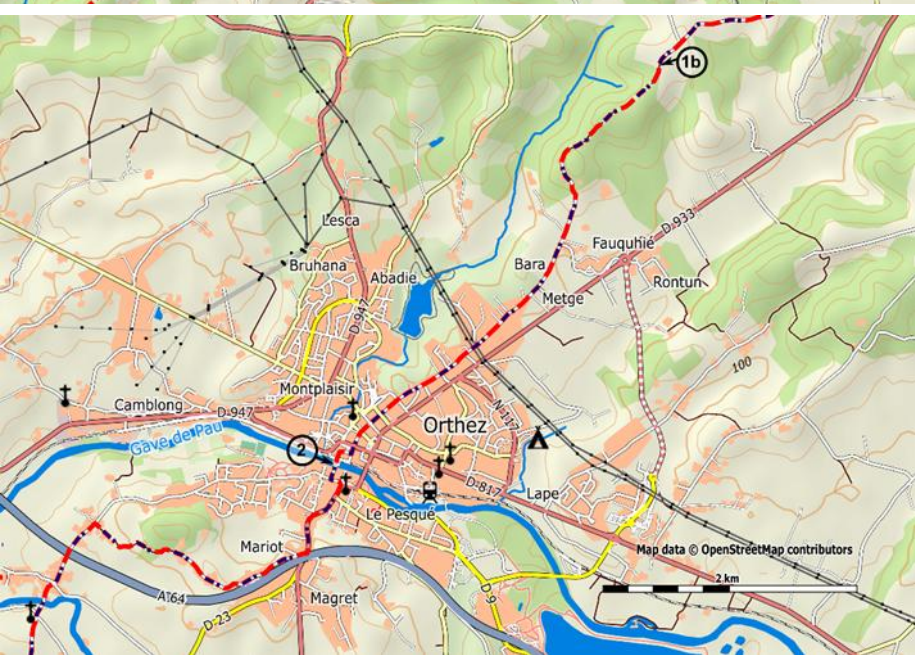 1b
D.933
Lesca
Fauquhié
Bruhana
Abadie
Bara
Rontun
Metge
D.947
100
Montplaisir
Camblong
D.947
Orthez
N.117
Gave de Pau
2
D.817
Lape
Le Pesqué
Mariot
Map data © OpenStreetMap contributors
2 km
A.64
Magret
D.9
D.23